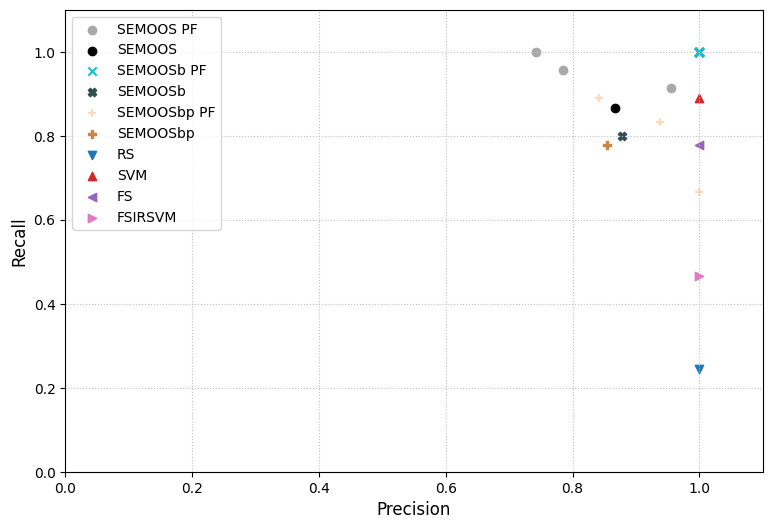 SEMOOS PF
SEMOOS
SEMOOSb PF
SEMOOSb
SEMOOSbp PF
SEMOOSbp
RS
SVM
FS
FSIRSVM
1.0
0.8
0.6
0.4
0.2
0.0
Recall
0.0 0.2 0.4 0.6 0.8 1.0
Precision